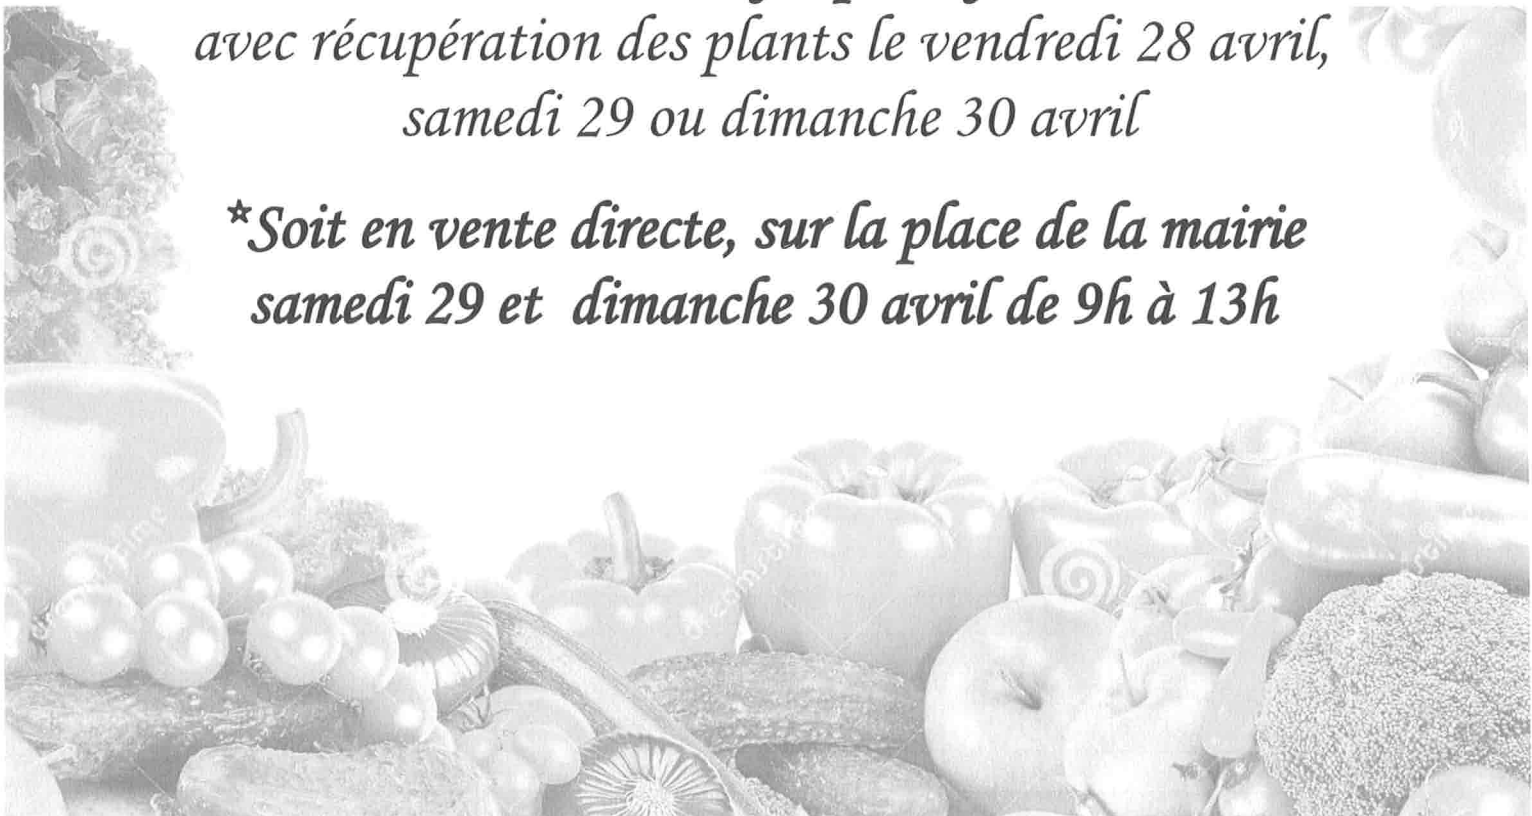 avec récupération des plants le vendredi 28 avril,
samedi 29 ou dimanche 30 avril
*Soit en vente directe, sur la place de la mairie
samedi 29 et dimanche 30 avril de 9h à 13h